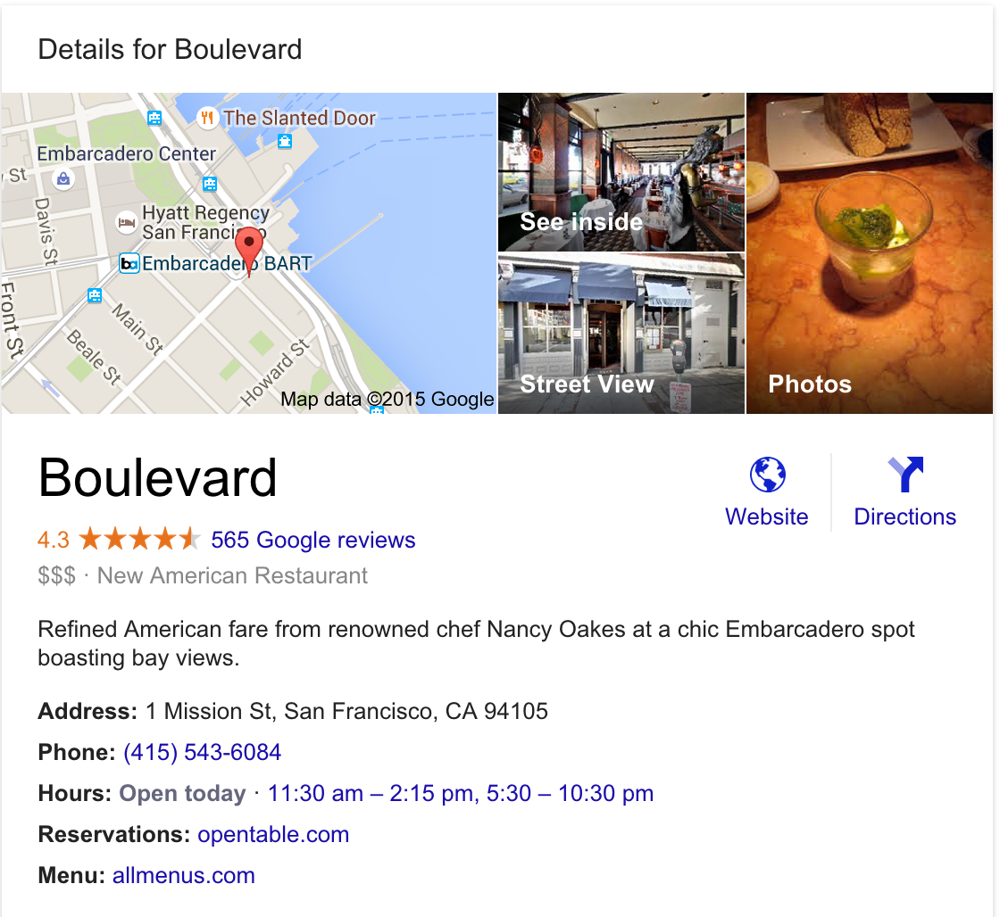 Details for Boulevard
The Slanted Door
Embarcadero Center
St
Davis St
Hyatt Regency
San Francisco
Embarcadero BART
Front St
Main St
Beale St
Howard St
Map data ©2015 Google
See inside
Street View
Photos
Boulevard
Website
Directions
4.3 565 Google reviews
$$$ · New American Restaurant
Refined American fare from renowned chef Nancy Oakes at a chic Embarcadero spot
boasting bay views.
Address: 1 Mission St, San Francisco, CA 94105
Phone: (415) 543-6084
Hours: Open today · 11:30 am – 2:15 pm, 5:30 – 10:30 pm
Reservations: opentable.com
Menu: allmenus.com